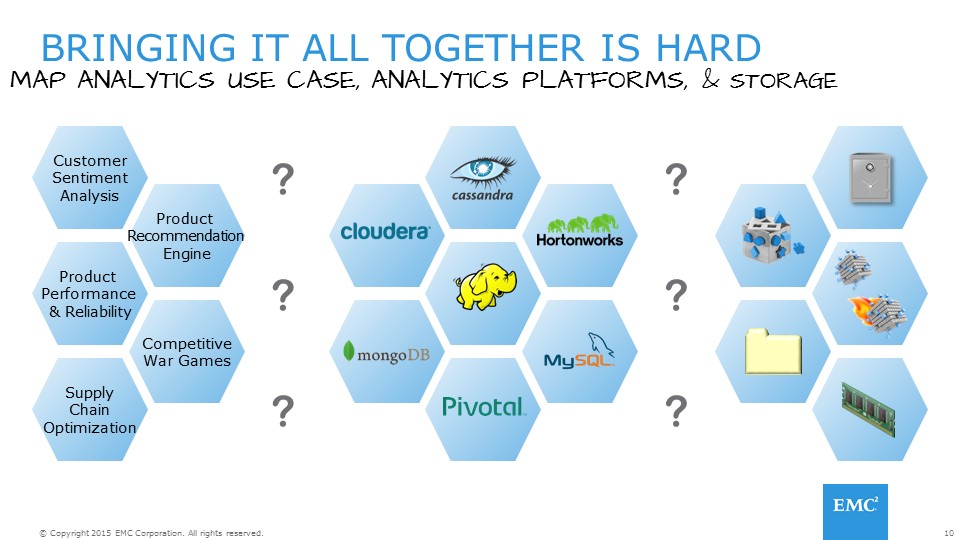 BRINGING IT ALL TOGETHER IS HARD
MAP ANALYTICS USE CASE, ANALYTICS PLATFORMS, & STORAGE
Customer
Sentiment
Analysis
Product
Recommendation
Engine
Product
Performance
& Reliability
Competitive
War Games
Supply
Chain
Optimization
?
?
?
cassandra
cloudera
Hortonworks
mongoDB
MySQL
Pivotal
?
?
?
EMC²
© Copyright 2015 EMC Corporation. All rights reserved.
10